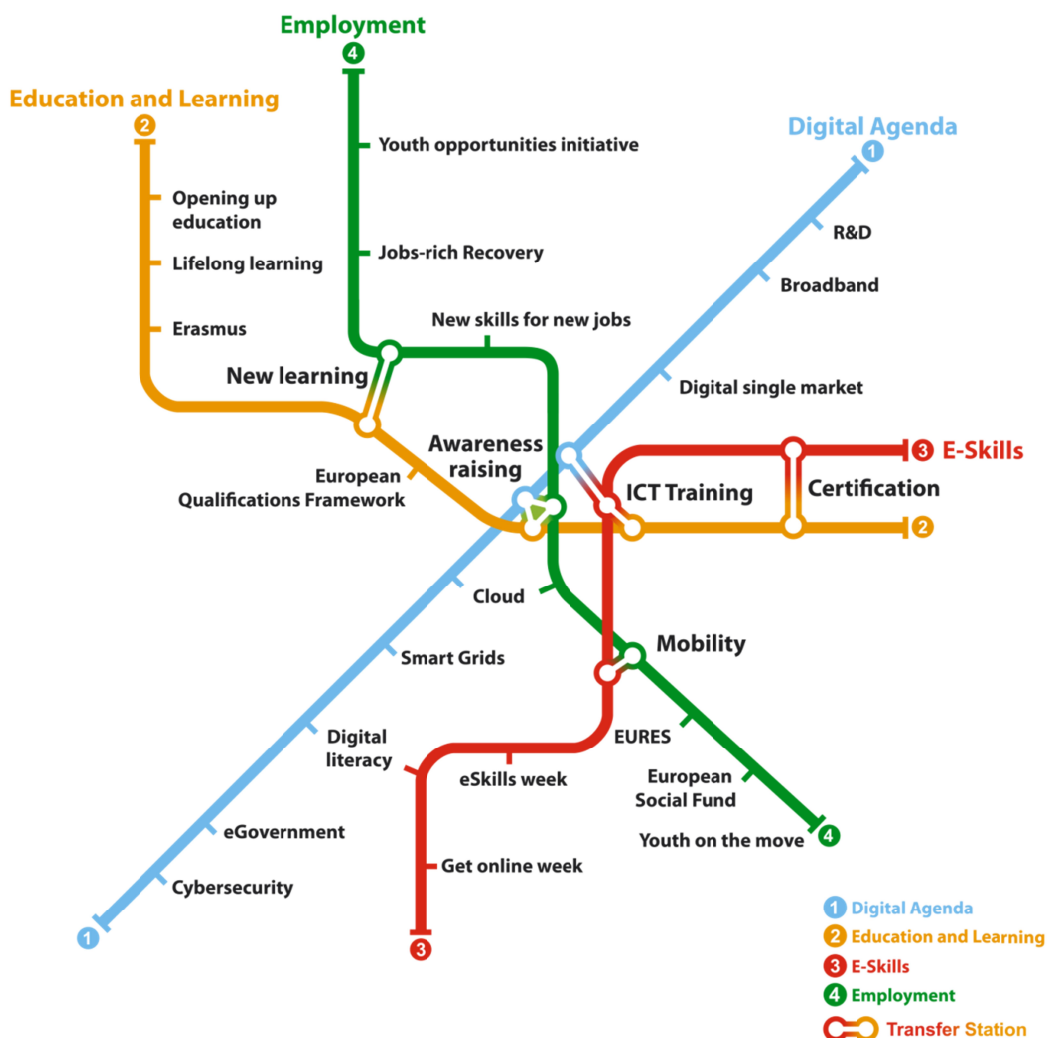 Employment
4
Education and Learning
2
Digital Agenda
1
Youth opportunities initiative
Opening up
education
R&D
Jobs-rich Recovery
Lifelong learning
Broadband
New skills for new jobs
Erasmus
New learning
Digital single market
Awareness
raising
3 E-Skills
European
Qualifications Framework
ICT Training
Certification
2
Cloud
Mobility
Smart Grids
Digital
literacy
EURES
eSkills week
European
Social Fund
eGovernment
Youth on the move
4
Get online week
Cybersecurity
1
3
1 Digital Agenda
2 Education and Learning
3 E-Skills
4 Employment
Transfer Station